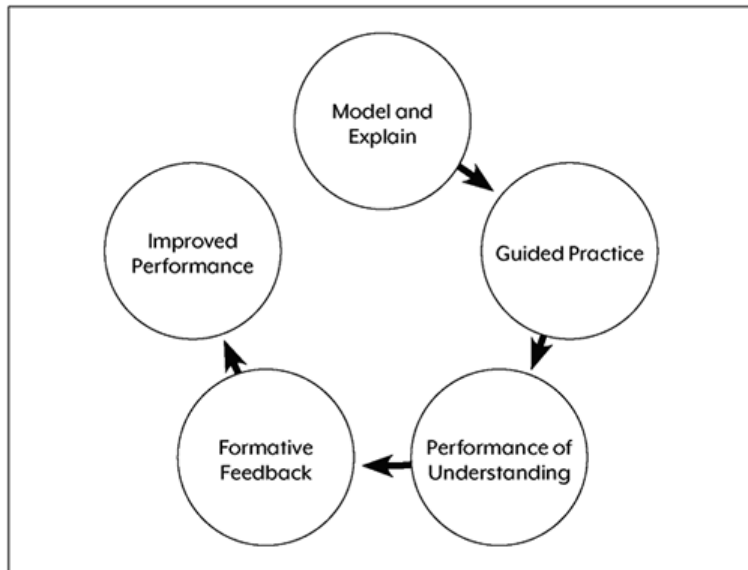 Model and
Explain
Guided Practice
Performance of
Understanding
Formative
Feedback
Improved
Performance